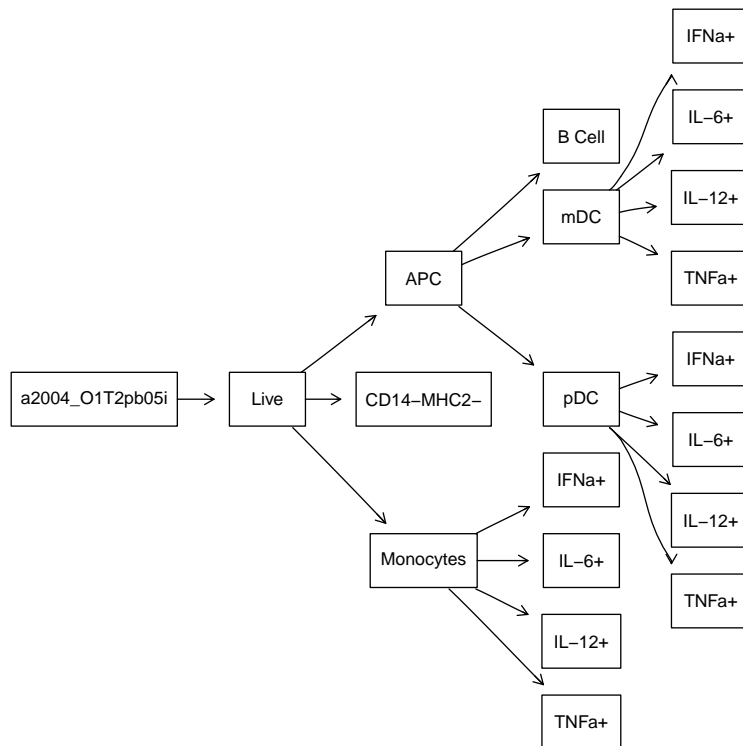 IFNa+
IL−6+
B Cell
IL−12+
mDC
APC
TNFa+
IFNa+
a2004_O1T2pb05i
Live
CD14−MHC2−
pDC
IL−6+
IFNa+
IL−12+
Monocytes
IL−6+
TNFa+
IL−12+
TNFa+